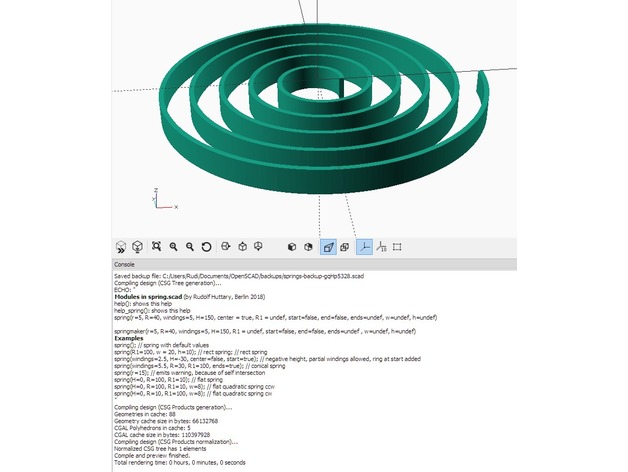 Z
Y
X
Console
Saved backup file: C:/Users/Rudi/Documents/OpenSCAD/backups/springs-backup-gqHp5328.scad
Compiling design (CSG Tree generation)...
ECHO: "
Modules in spring.scad (by Rudolf Huttary, Berlin 2018)
help(): shows this help
help_spring(): shows this help
spring(r=5, R=40, windings=5, H=150, center = true, R1 = undef, start=false, end=false, ends=undef, w=undef, h=undef)
springmaker(r=5, R=40, windings=5, H=150, R1 = undef, start=false, end=false, ends=undef , w=undef, h=undef)
Examples
spring(); // spring with default values
spring(R1=100, w = 20, h=10); // rect spring; // rect spring
spring(windings=2.5, H=-30, center=false, start=true); // negative height, partial windings allowed, ring at start added
spring(windings=5.5, R=30, R1=100, ends=true); // conical spring
spring(r=15); // emits warning, because of self intersection
spring(H=0, R=100, R1=10); // flat spring
spring(H=0, R=100, R1=10, w=8); // flat quadratic spring ccw
spring(H=0, R=10, R1=100, w=8); // flat quadratic spring cw
"
Compiling design (CSG Products generation)...
Geometries in cache: 88
Geometry cache size in bytes: 66132768
CGAL Polyhedrons in cache: 5
CGAL cache size in bytes: 110397928
Compiling design (CSG Products normalization)...
Normalized CSG tree has 1 elements
Compile and preview finished.
Total rendering time: 0 hours, 0 minutes, 0 seconds